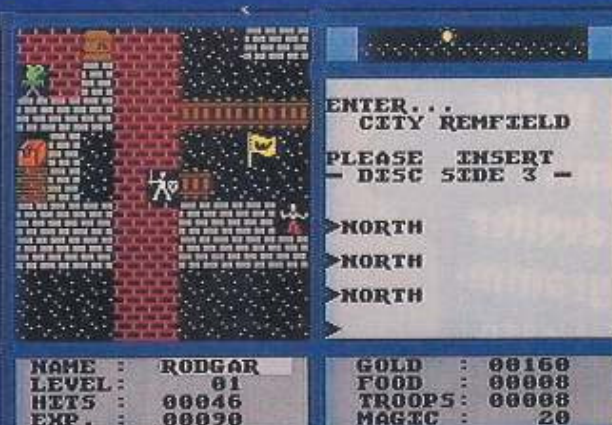 ENTER...
CITY REMFIELD
PLEASE INSERT
- DISC SIDE 3 -
>NORTH
>NORTH
>NORTH
>
NAME : RODGAR
LEVEL: 01
HITS : 00046
EXP. : 00090
GOLD : 00160
FOOD : 00008
TROOPS: 00008
MAGIC : 20